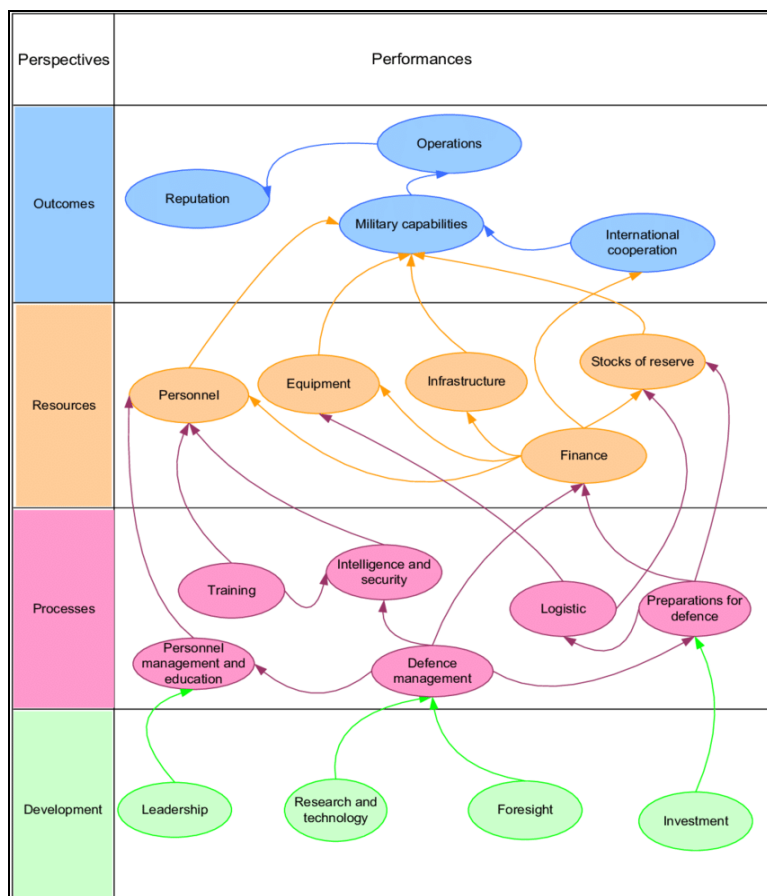 Perspectives
Performances
Outcomes
Operations
Reputation
Military capabilities
International
cooperation
Resources
Personnel
Equipment
Infrastructure
Stocks of reserve
Finance
Processes
Training
Intelligence and
security
Logistic
Preparations for
defence
Personnel
management and
education
Defence
management
Development
Leadership
Research and
technology
Foresight
Investment